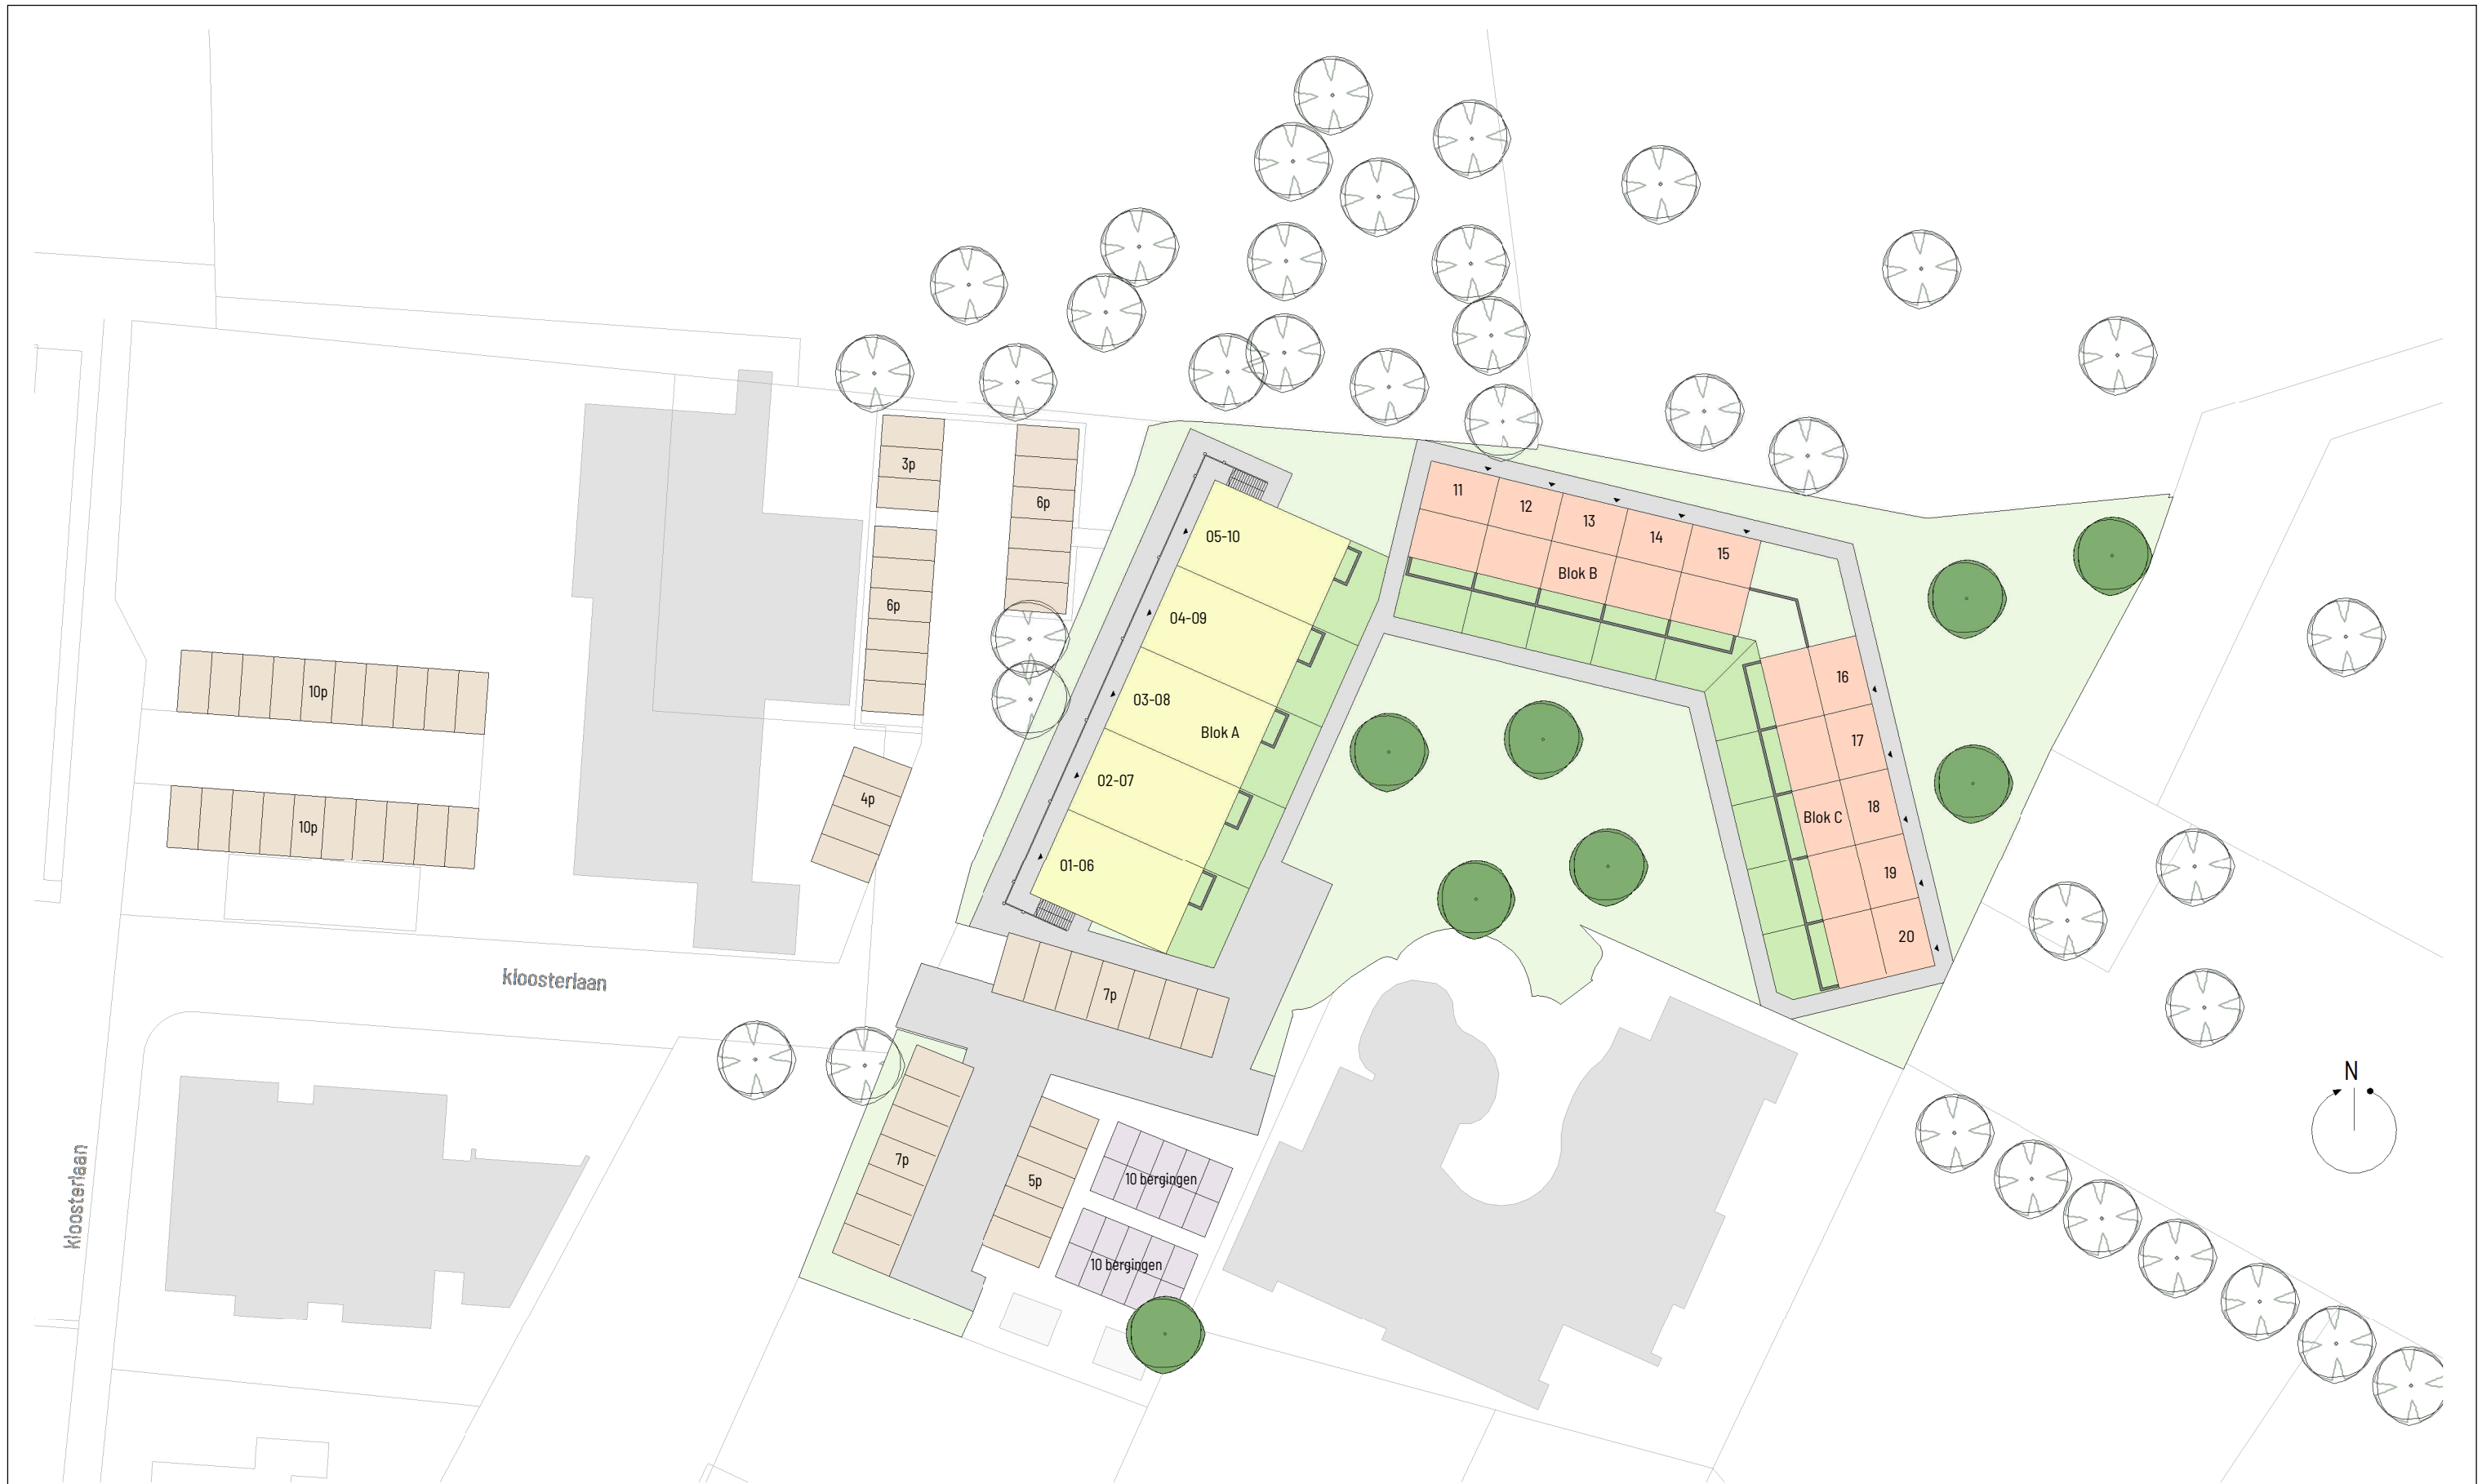 3p
11
6p
12
13
05-10
14
15
Blok B
6p
04-09
16
10p
03-08
Blok A
17
02-07
4p
18
Blok C
10p
01-06
19
20
kloosterlaan
7p
N
7p
5p
10 bergingen
kloosterlaan
10 bergingen